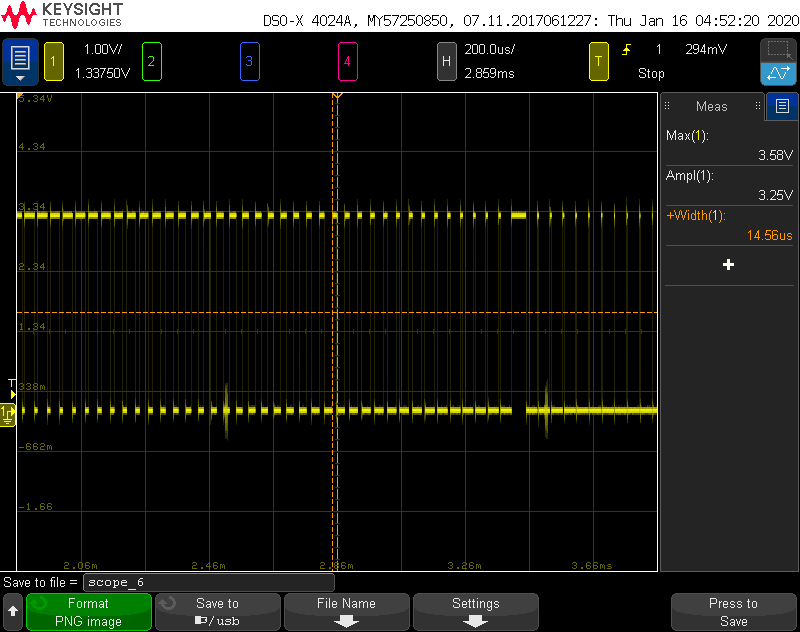 KEYSIGHT
TECHNOLOGIES
DSO-X 4024A, MY57250850, 07.11.2017061227: Thu Jan 16 04:52:20 2020
1 1.00V/ 2 3 4 H 200.0us/ T 1 294mV
1.33750V 2.859ms Stop
Meas
Max(1):
3.58V
Ampl(1):
3.25V
+Width(1):
14.56us
+
5.34V
4.34
3.34
2.34
1.34
T
338m
1
-662m
-1.66
2.06m 2.46m 2.86m 3.26m 3.66ms
Save to file = scope_6
Format
PNG image
Save to
/usb
File Name
Settings
Press to
Save